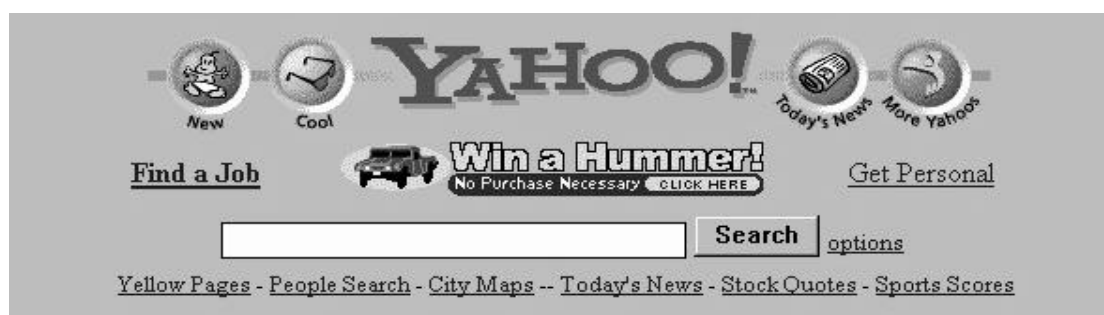 YAHOO!™
New Cool Today's News More Yahoos
Find a Job Win a Hummer! Get Personal
No Purchase Necessary CLICK HERE
Search options
Yellow Pages - People Search - City Maps -- Today's News - Stock Quotes - Sports Scores